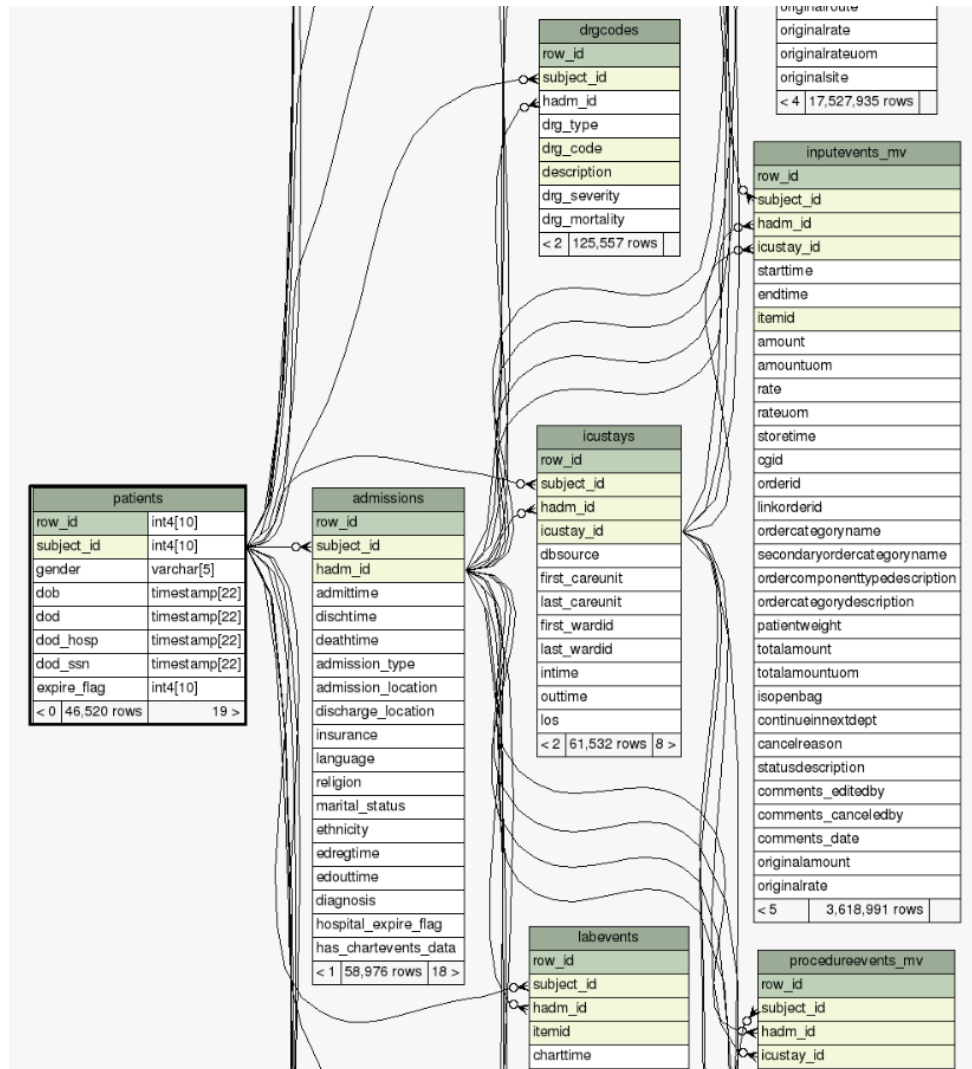 originalroute
originalrate
originalrateuom
originalsite
< 4 17,527,935 rows
drgcodes
row_id
subject_id
hadm_id
drg_type
drg_code
description
drg_severity
drg_mortality
< 2 125,557 rows
inputevents_mv
row_id
subject_id
hadm_id
icustay_id
starttime
endtime
itemid
amount
amountuom
rate
rateuom
storetime
cgid
orderid
linkorderid
ordercategoryname
secondaryordercategoryname
ordercomponenttypedescription
ordercategorydescription
patientweight
totalamount
totalamountuom
isopenbag
continueinnextdept
cancelreason
statusdescription
comments_editedby
comments_canceledby
comments_date
originalamount
originalrate
< 5 3,618,991 rows
icustays
row_id
subject_id
hadm_id
icustay_id
dbsource
first_careunit
last_careunit
first_wardid
last_wardid
intime
outtime
los
< 2 61,532 rows 8 >
patients
row_id int4[10]
subject_id int4[10]
gender varchar[5]
dob timestamp[22]
dod timestamp[22]
dod_hosp timestamp[22]
dod_ssn timestamp[22]
expire_flag int4[10]
< 0 46,520 rows 19 >
admissions
row_id
subject_id
hadm_id
admittime
dischtime
deathtime
admission_type
admission_location
discharge_location
insurance
language
religion
marital_status
ethnicity
edregtime
edouttime
diagnosis
hospital_expire_flag
has_chartevents_data
< 1 58,976 rows 18 >
labevents
row_id
subject_id
hadm_id
itemid
charttime
procedureevents_mv
row_id
subject_id
hadm_id
icustay_id